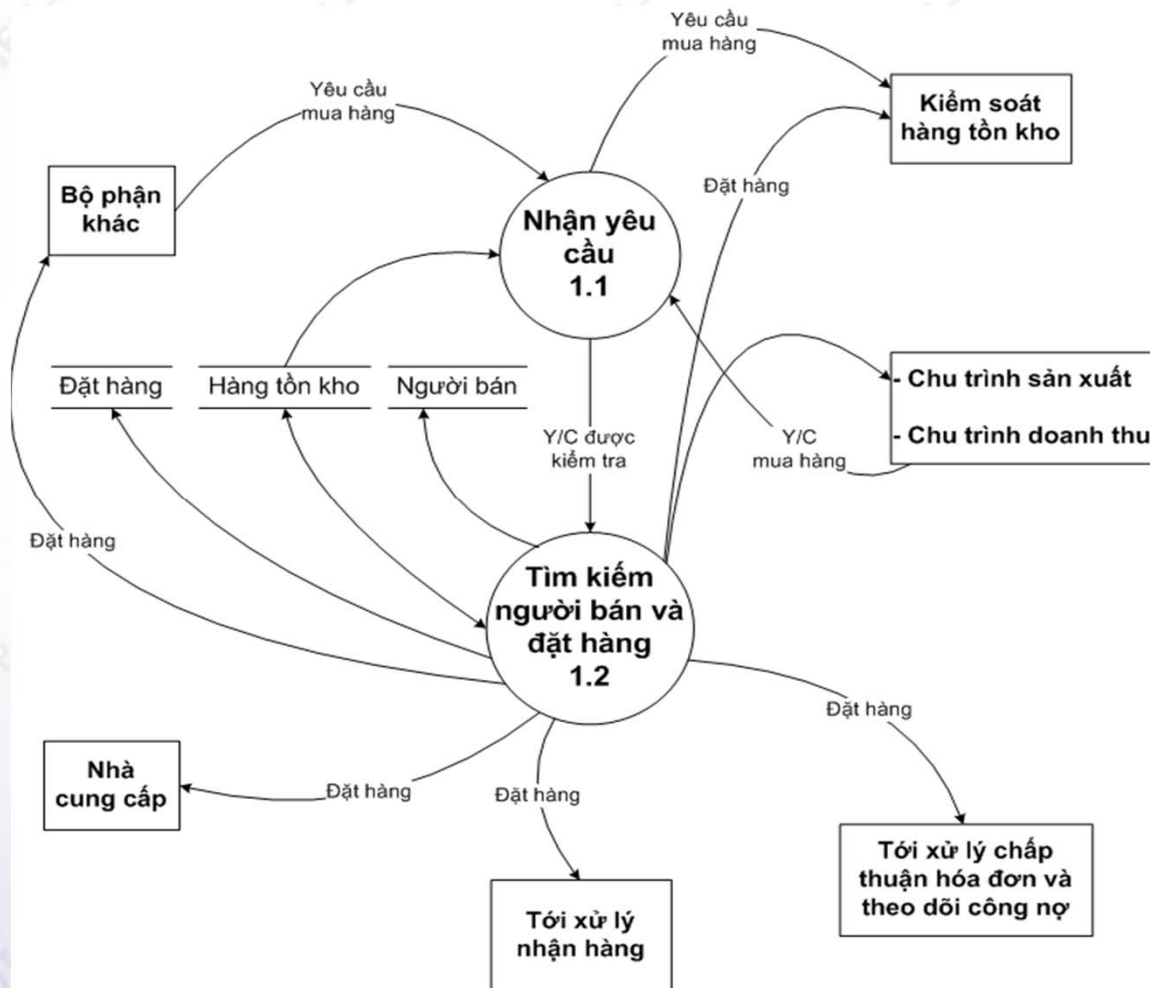 Yêu cầu
mua hàng
Yêu cầu
mua hàng
Kiểm soát
hàng tồn kho
Bộ phận
khác
Đặt hàng
Nhận yêu
cầu
1.1
Đặt hàng
Hàng tồn kho
Người bán
- Chu trình sản xuất
- Chu trình doanh thu
Y/C được
kiểm tra
Y/C
mua hàng
Đặt hàng
Tìm kiếm
người bán và
đặt hàng
1.2
Đặt hàng
Nhà
cung cấp
Đặt hàng
Đặt hàng
Tới xử lý chấp
thuận hóa đơn và
theo dõi công nợ
Tới xử lý
nhận hàng